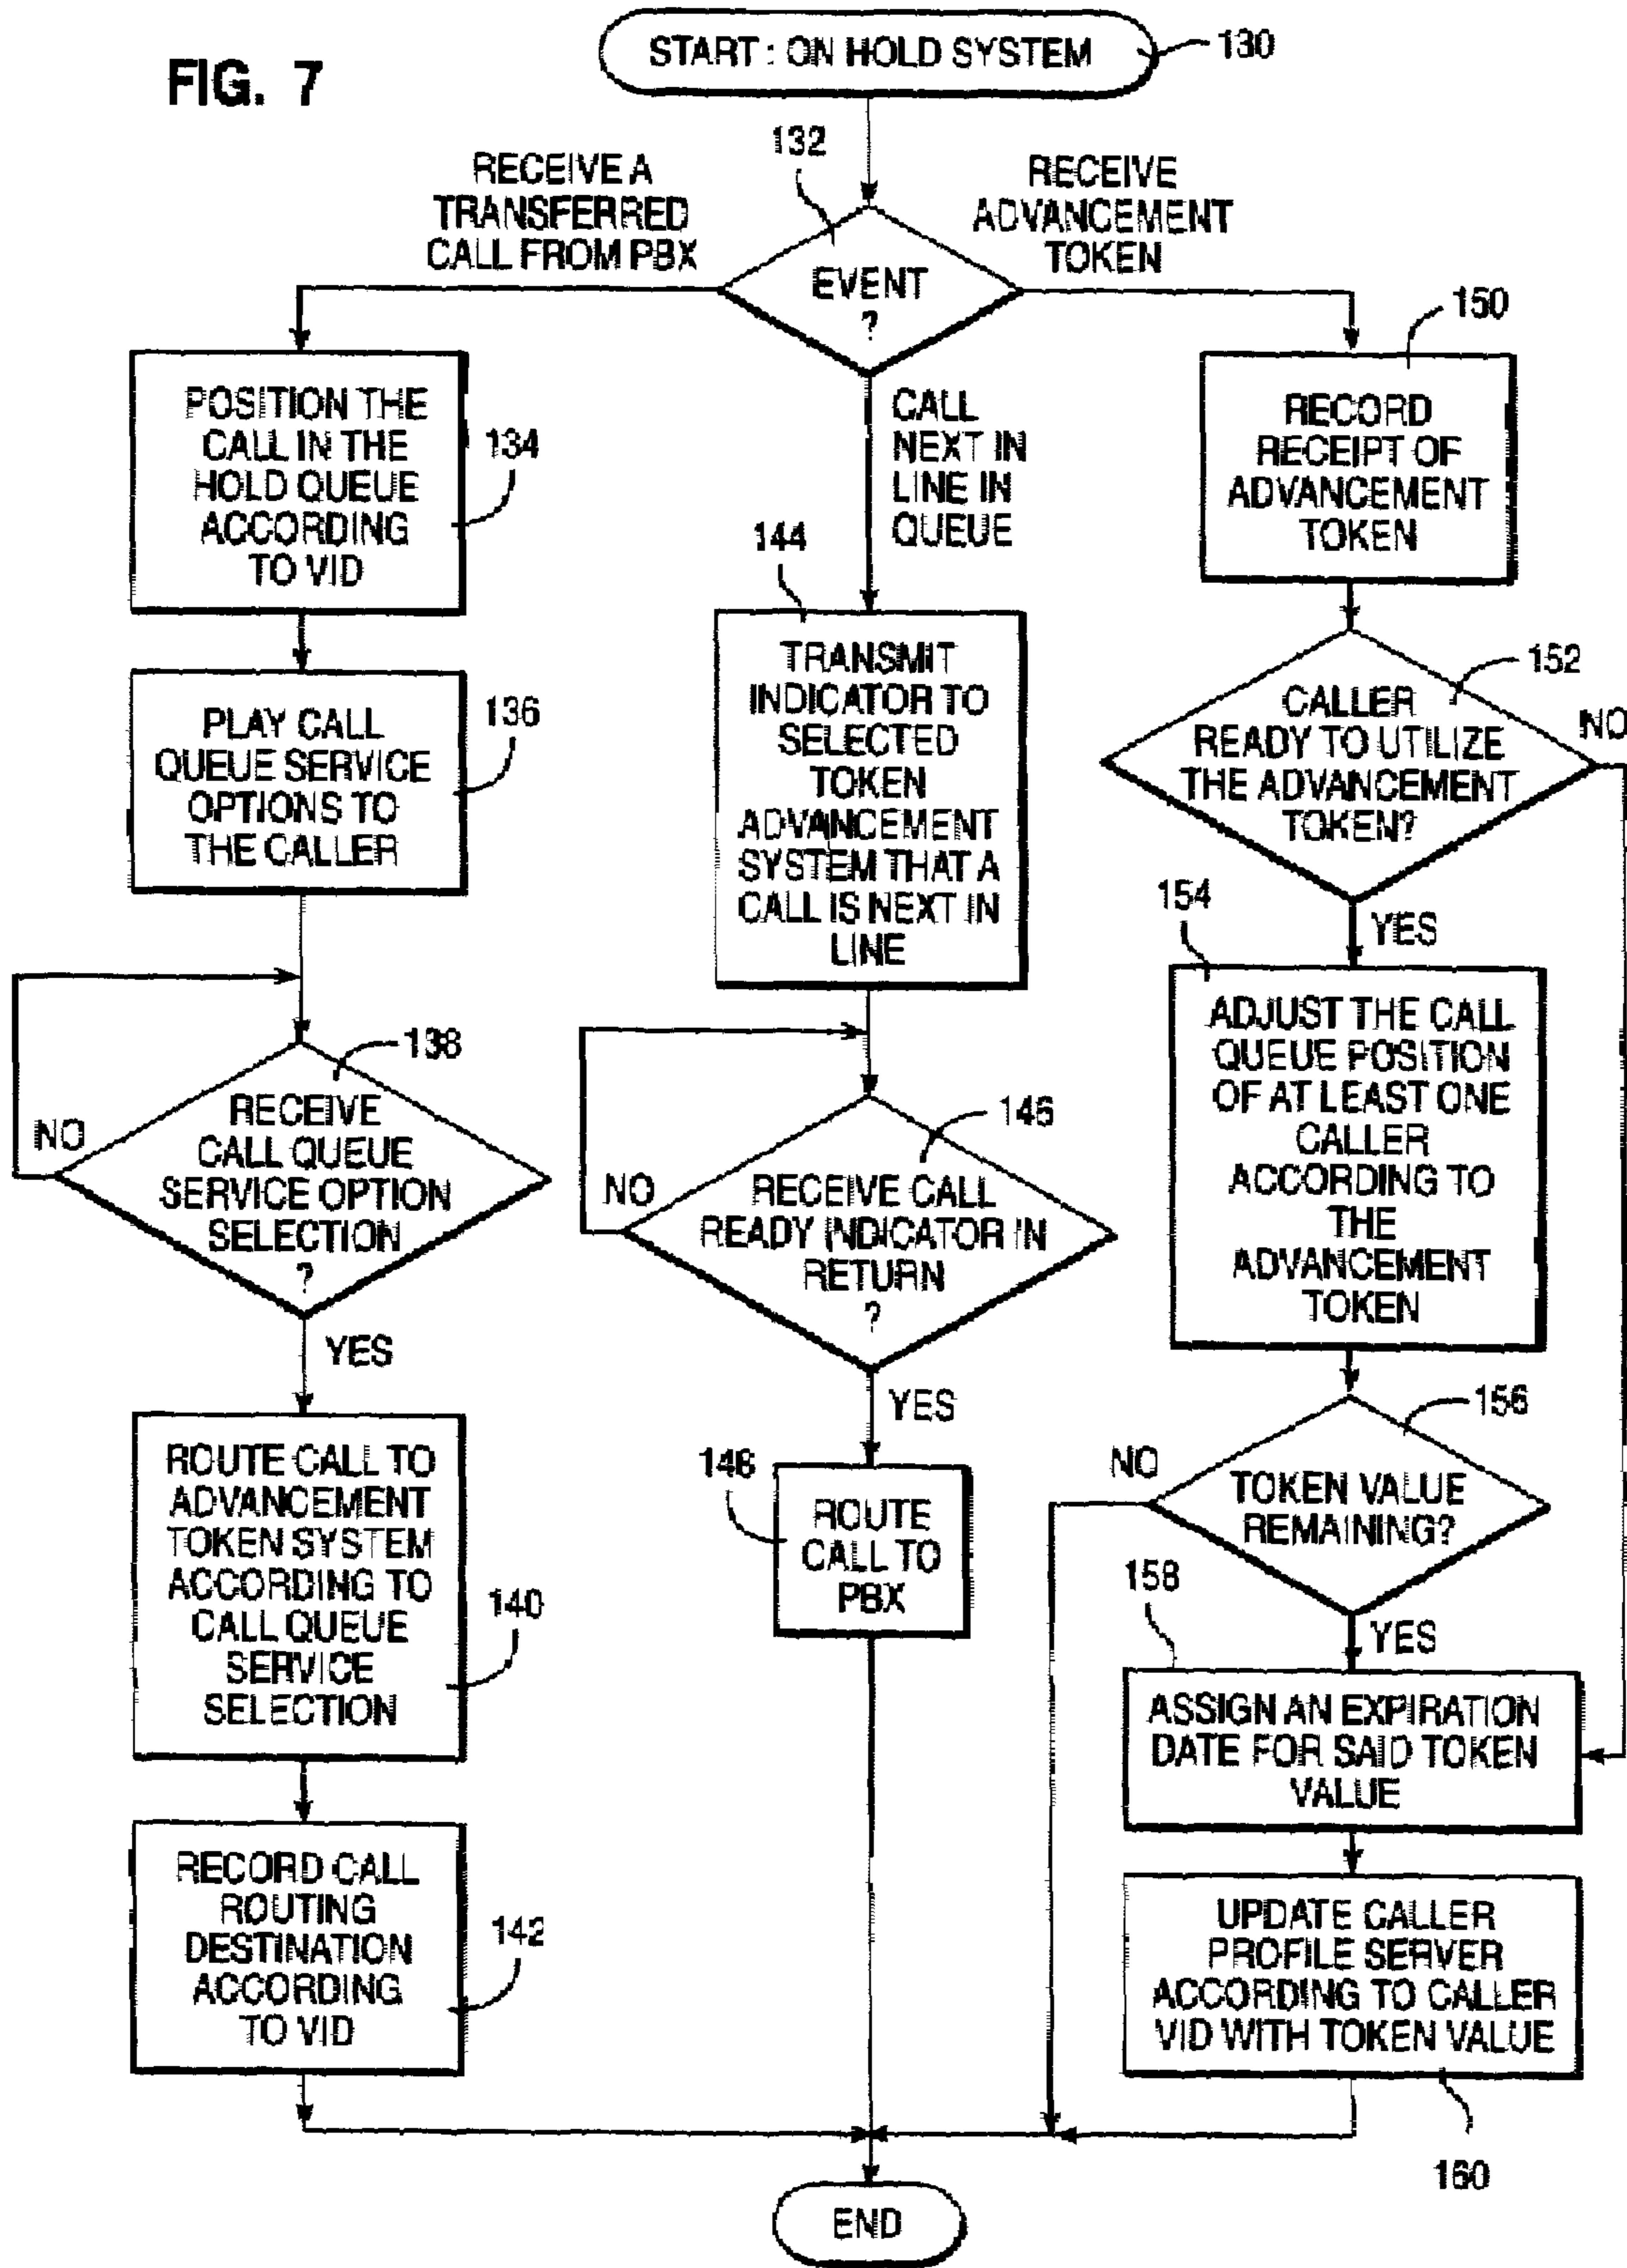 FIG. 7
START : ON HOLD SYSTEM
130
132
RECEIVE A
TRANSFERRED
CALL FROM PBX
RECEIVE
ADVANCEMENT
TOKEN
EVENT
?
POSITION THE
CALL IN THE
HOLD QUEUE
ACCORDING
TO VID
134
PLAY CALL
QUEUE SERVICE
OPTIONS TO
THE CALLER
136
138
RECEIVE
CALL QUEUE
SERVICE OPTION
SELECTION
?
NO
YES
ROUTE CALL TO
ADVANCEMENT
TOKEN SYSTEM
ACCORDING TO
CALL QUEUE
SERVICE
SELECTION
140
RECORD CALL
ROUTING
DESTINATION
ACCORDING
TO VID
142
CALL
NEXT IN
LINE IN
QUEUE
144
TRANSMIT
INDICATOR TO
SELECTED
TOKEN
ADVANCEMENT
SYSTEM THAT A
CALL IS NEXT IN
LINE
146
RECEIVE CALL
READY INDICATOR IN
RETURN
?
NO
YES
148
ROUTE
CALL TO
PBX
150
RECORD
RECEIPT OF
ADVANCEMENT
TOKEN
152
CALLER
READY TO UTILIZE
THE ADVANCEMENT
TOKEN?
NO
YES
154
ADJUST THE CALL
QUEUE POSITION
OF AT LEAST ONE
CALLER
ACCORDING TO
THE
ADVANCEMENT
TOKEN
156
TOKEN VALUE
REMAINING?
NO
YES
158
ASSIGN AN EXPIRATION
DATE FOR SAID TOKEN
VALUE
UPDATE CALLER
PROFILE SERVER
ACCORDING TO CALLER
VID WITH TOKEN VALUE
160
END